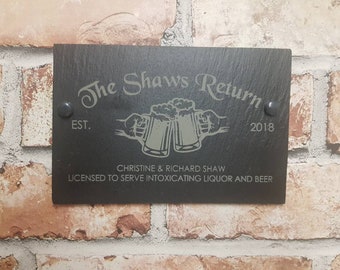 The Shaws Return
EST. 2018
CHRISTINE & RICHARD SHAW
LICENSED TO SERVE INTOXICATING LIQUOR AND BEER